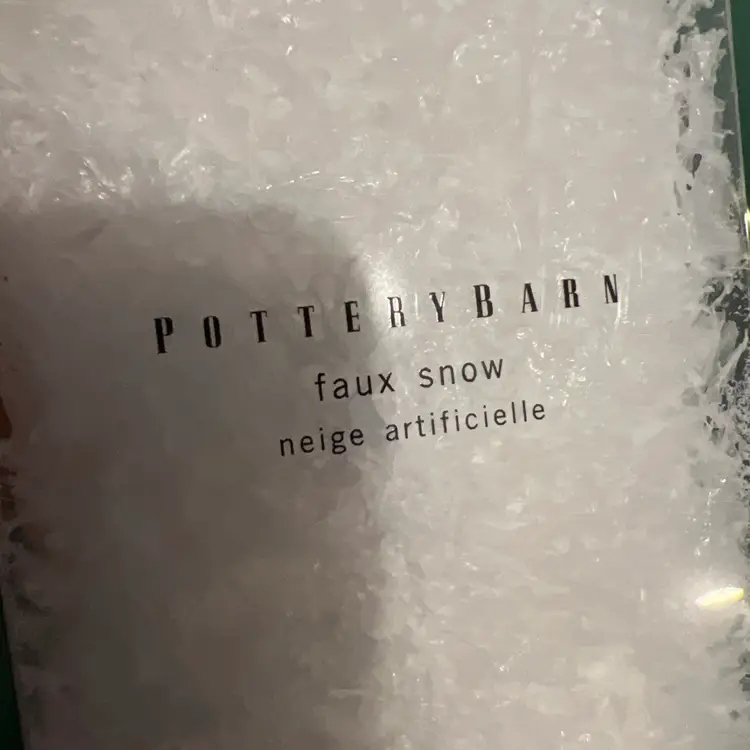 POTTERYBARN
faux snow
neige artificielle